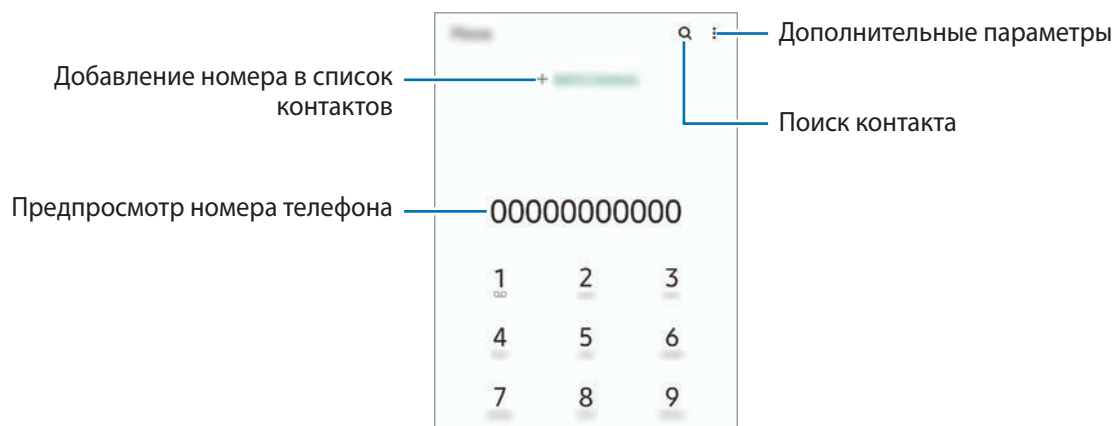 Дополнительные параметры
Добавление номера в список
контактов
Поиск контакта
Предпросмотр номера телефона
00000000000
1 2 3
4 5 6
7 8 9